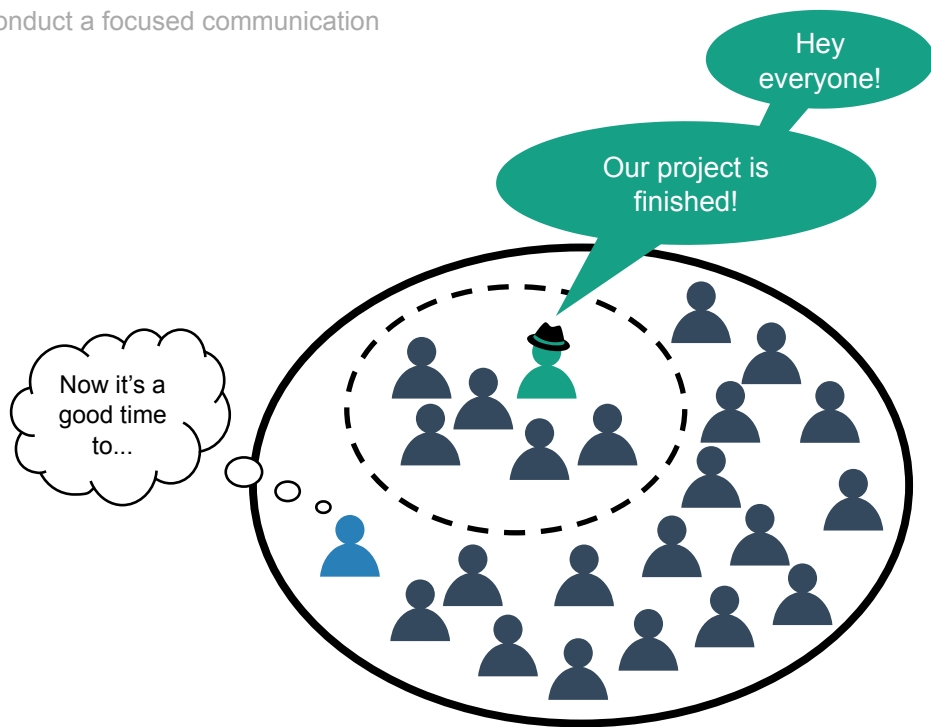 onduct a focused communication
Hey
everyone!
Our project is
finished!
Now it's a
good time
to...